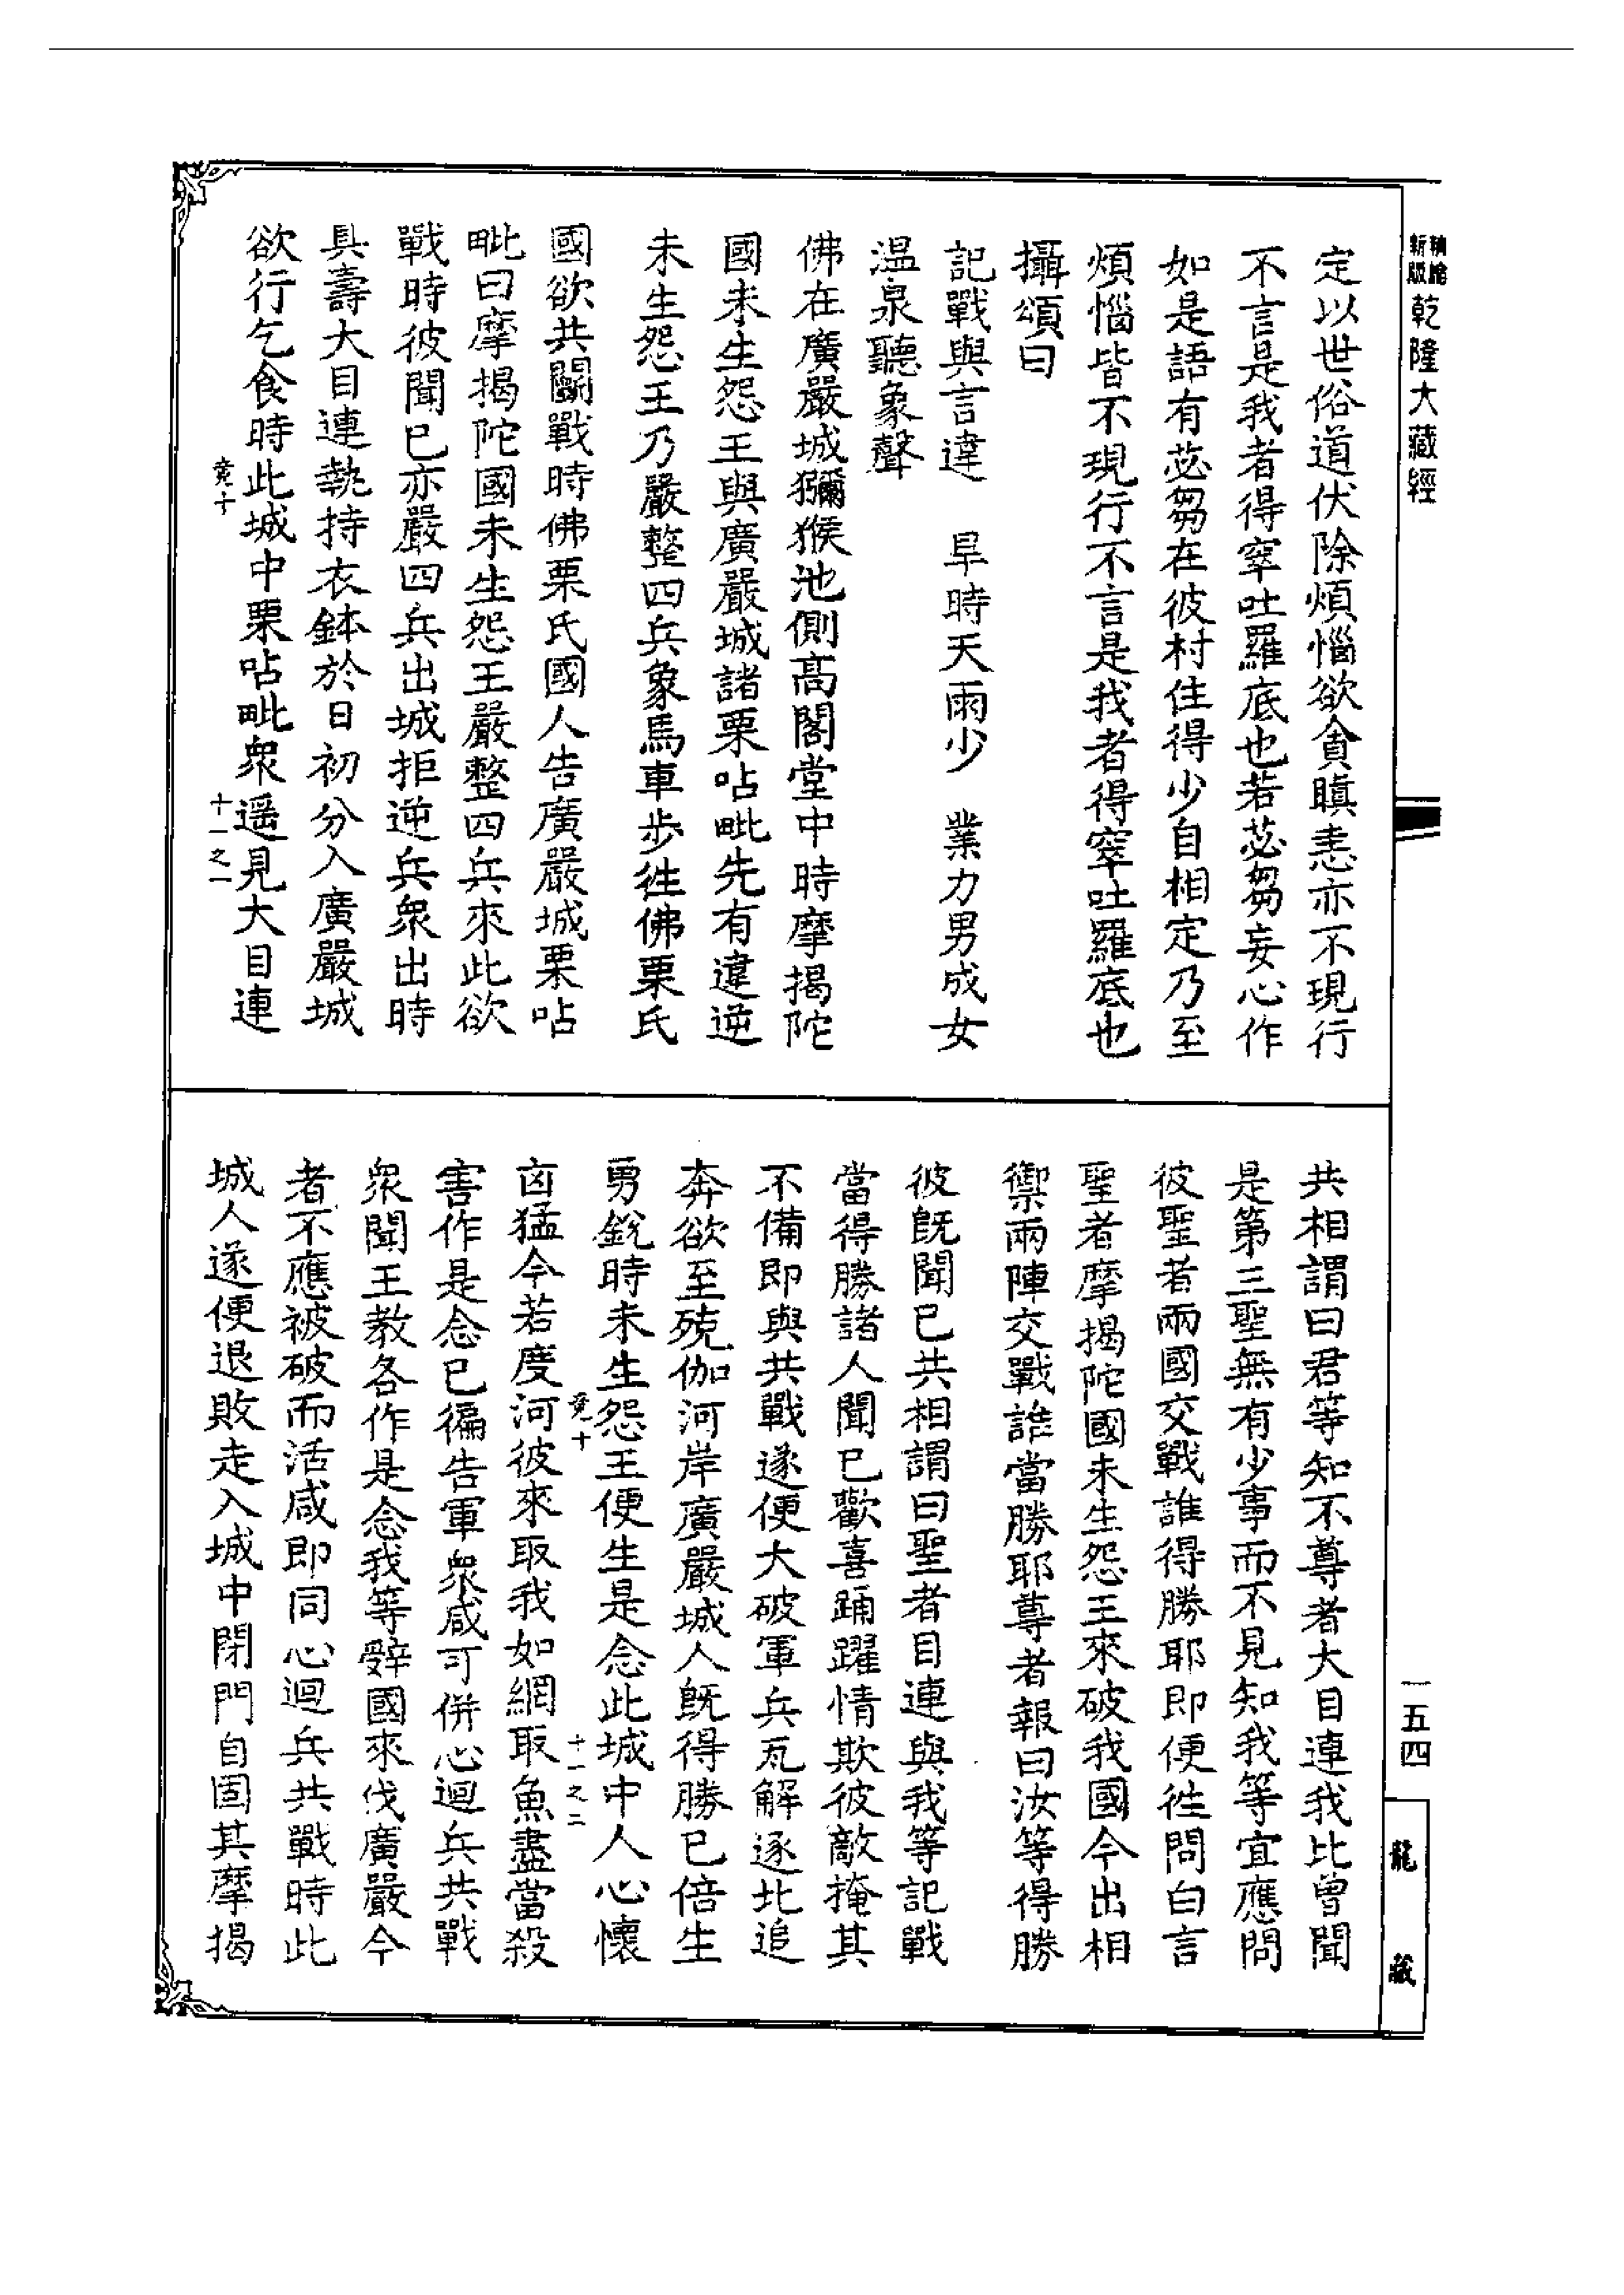 精繪新版 乾隆大藏經
定以世俗道伏除煩惱欲貪瞋恚亦不現行
不言是我者得窣吐羅底也若苾芻妄心作
如是語有苾芻在彼村住得少自相定乃至
煩惱皆不現行不言是我者得窣吐羅底也
攝頌曰
記戰與言違　旱時天雨少　業力男成女
温泉聽象聲
佛在廣嚴城獼猴池側高閣堂中時摩揭陀
國未生怨王與廣嚴城諸栗呫毗先有違逆
未生怨王乃嚴整四兵象馬車步徃佛栗氏
國欲共鬬戰時佛栗氏國人告廣嚴城栗呫
毗曰摩揭陀國未生怨王嚴整四兵來此欲
戰時彼聞已亦嚴四兵出城拒逆兵衆出時
具壽大目連執持衣鉢於日初分入廣嚴城
欲行乞食時此城中栗呫毗衆遥見大目連
竟十　十一之一
共相謂曰君等知不尊者大目連我比曾聞
是第三聖無有少事而不見知我等宜應問
彼聖者兩國交戰誰得勝耶即便徃問白言
聖者摩揭陀國未生怨王來破我國今出相
禦兩陣交戰誰當勝耶尊者報曰汝等得勝
彼旣聞已共相謂曰聖者目連與我等記戰
當得勝諸人聞已歡喜踊躍情欺彼敵掩其
不備即與共戰遂便大破軍兵瓦解逐北追
奔欲至殑伽河岸廣嚴城人旣得勝已倍生
勇銳時未生怨王便生是念此城中人心懷
竟十　十一之二
卤猛今若度河彼來取我如網取魚盡當殺
害作是念已徧告軍衆咸可併心迴兵共戰
衆聞王教各作是念我等辭國來伐廣嚴今
者不應被破而活咸即同心迴兵共戰時此
城人遂便退敗走入城中閉門自固其摩揭
一五四
龍藏